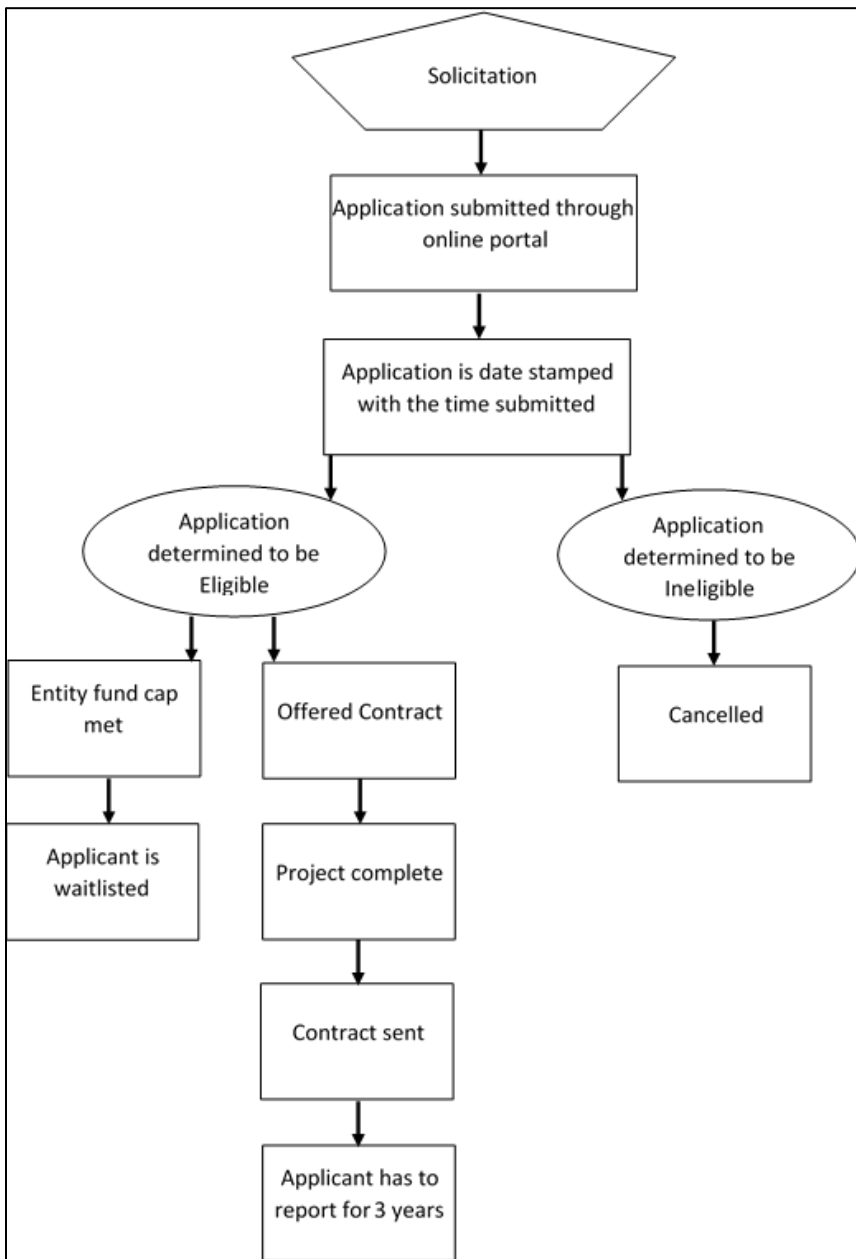 Solicitation
Application submitted through
online portal
Application is date stamped
with the time submitted
Application
determined to be
Eligible
Application
determined to be
Ineligible
Entity fund cap
met
Offered Contract
Cancelled
Applicant is
waitlisted
Project complete
Contract sent
Applicant has to
report for 3 years